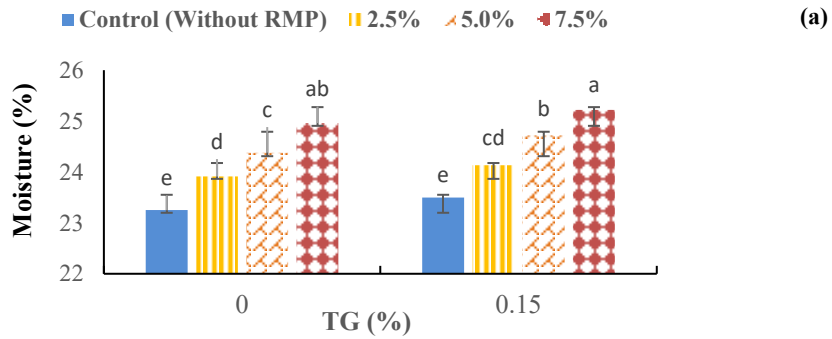 Control (Without RMP) 2.5% 5.0% 7.5% (a)
26
25
24
23
22
Moisture (%)
e d c ab e cd b a
0 0.15
TG (%)